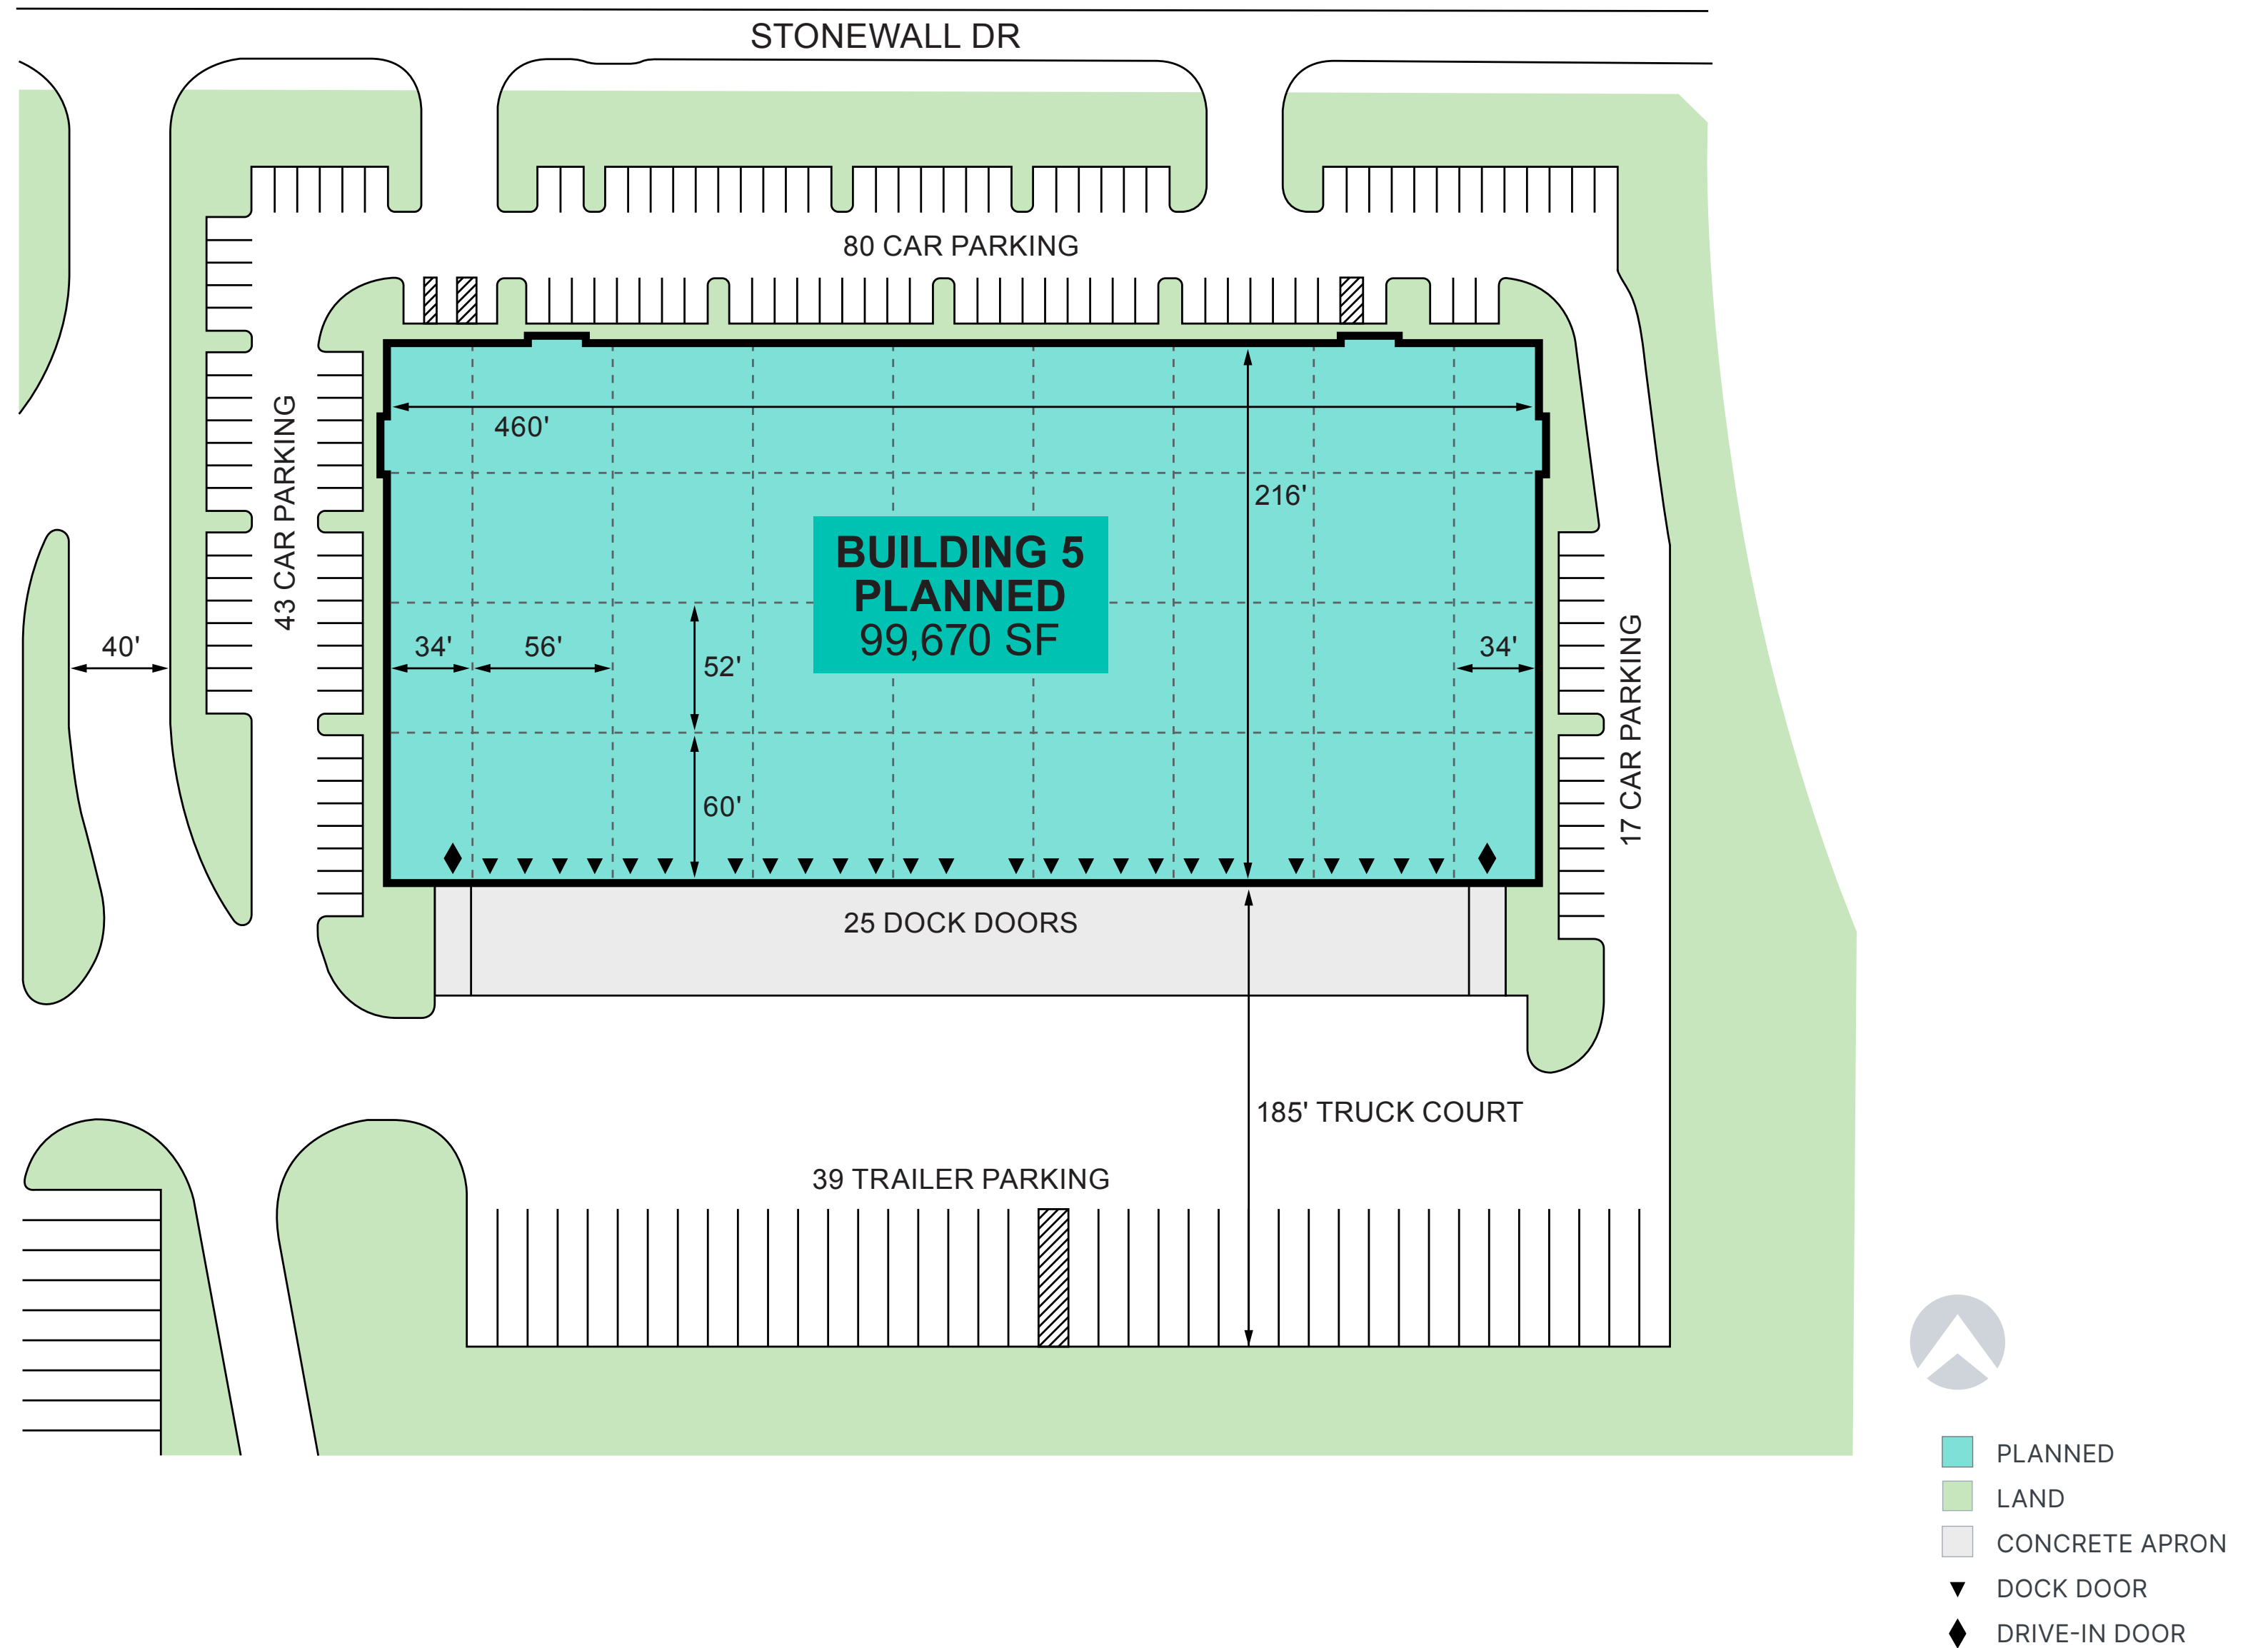 STONEWALL DR
80 CAR PARKING
43 CAR PARKING
460'
216'
BUILDING 5
PLANNED
99,670 SF
40'
34'
56'
52'
34'
17 CAR PARKING
60'
25 DOCK DOORS
185' TRUCK COURT
39 TRAILER PARKING
PLANNED
LAND
CONCRETE APRON
DOCK DOOR
DRIVE-IN DOOR